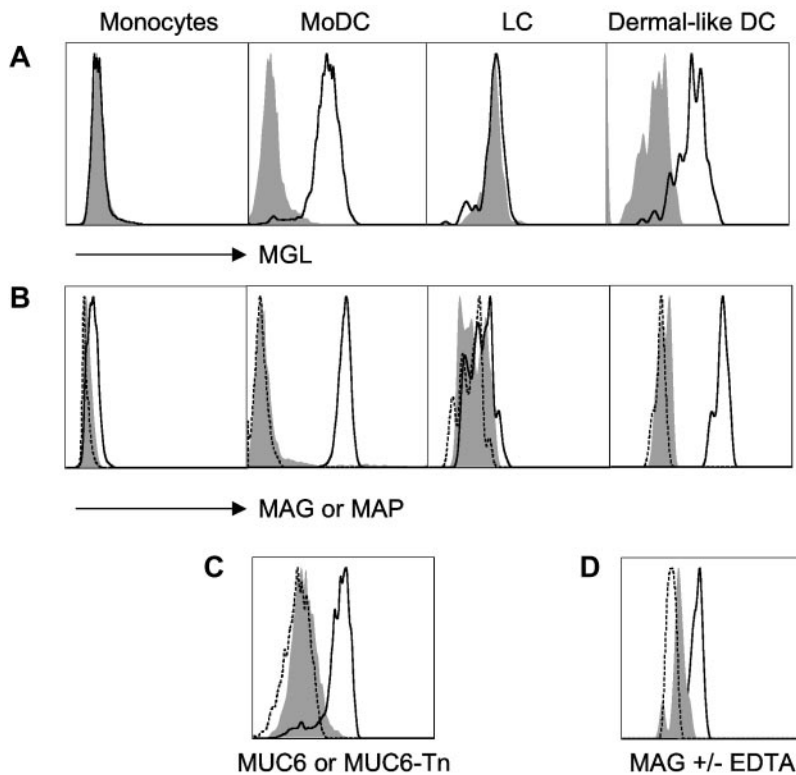 Monocytes MoDC LC Dermal-like DC
A
MGL
B
MAG or MAP
C D
MUC6 or MUC6-Tn MAG +/- EDTA